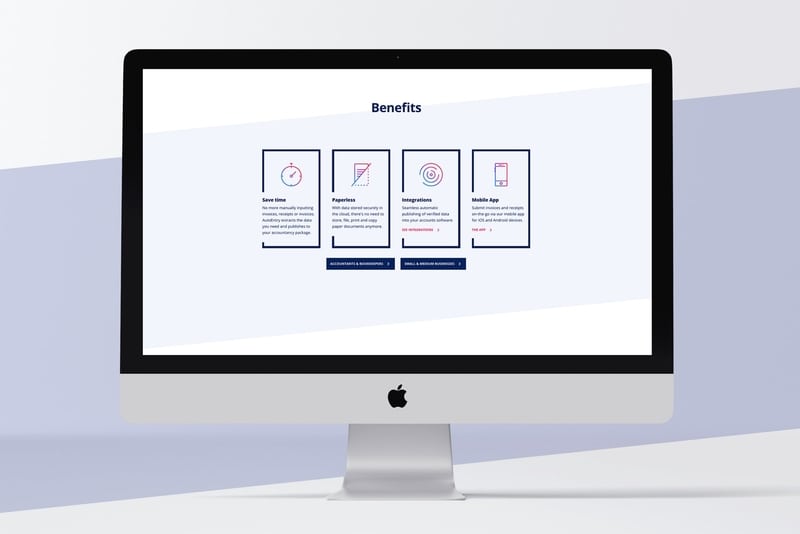 Benefits
Save time
No more manually inputting
invoices, receipts or invoices.
AutoEntry extracts the data
you need and publishes to
your accountancy package.
Paperless
With data stored securely in
the cloud, there's no need to
store, file, print and copy
paper documents anymore.
Integrations
Seamless automatic
publishing of verified data
into your accounts software.
SEE INTEGRATIONS
Mobile App
Submit invoices and receipts
on-the-go via our mobile app
for iOS and Android devices.
THE APP
ACCOUNTANTS & BOOKKEEPERS
SMALL & MEDIUM BUSINESSES